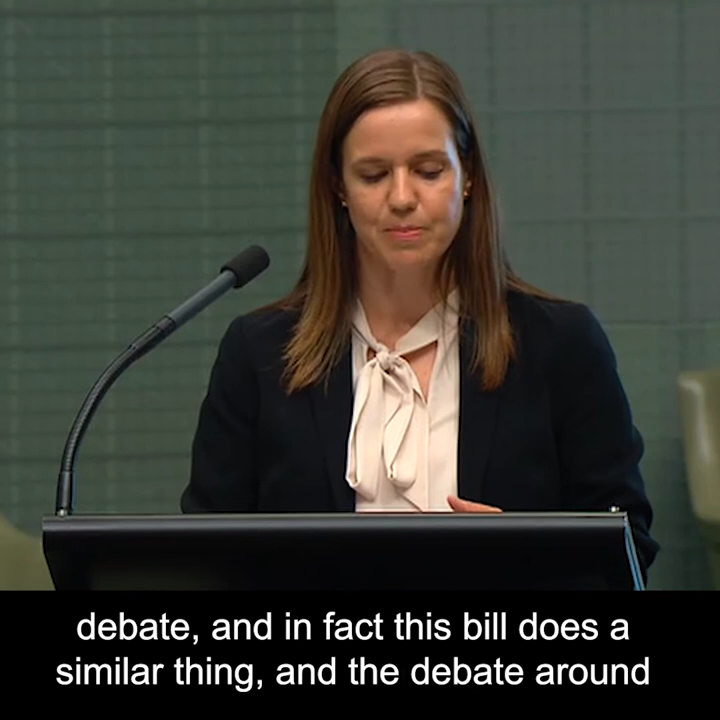 debate, and in fact this bill does a
similar thing, and the debate around